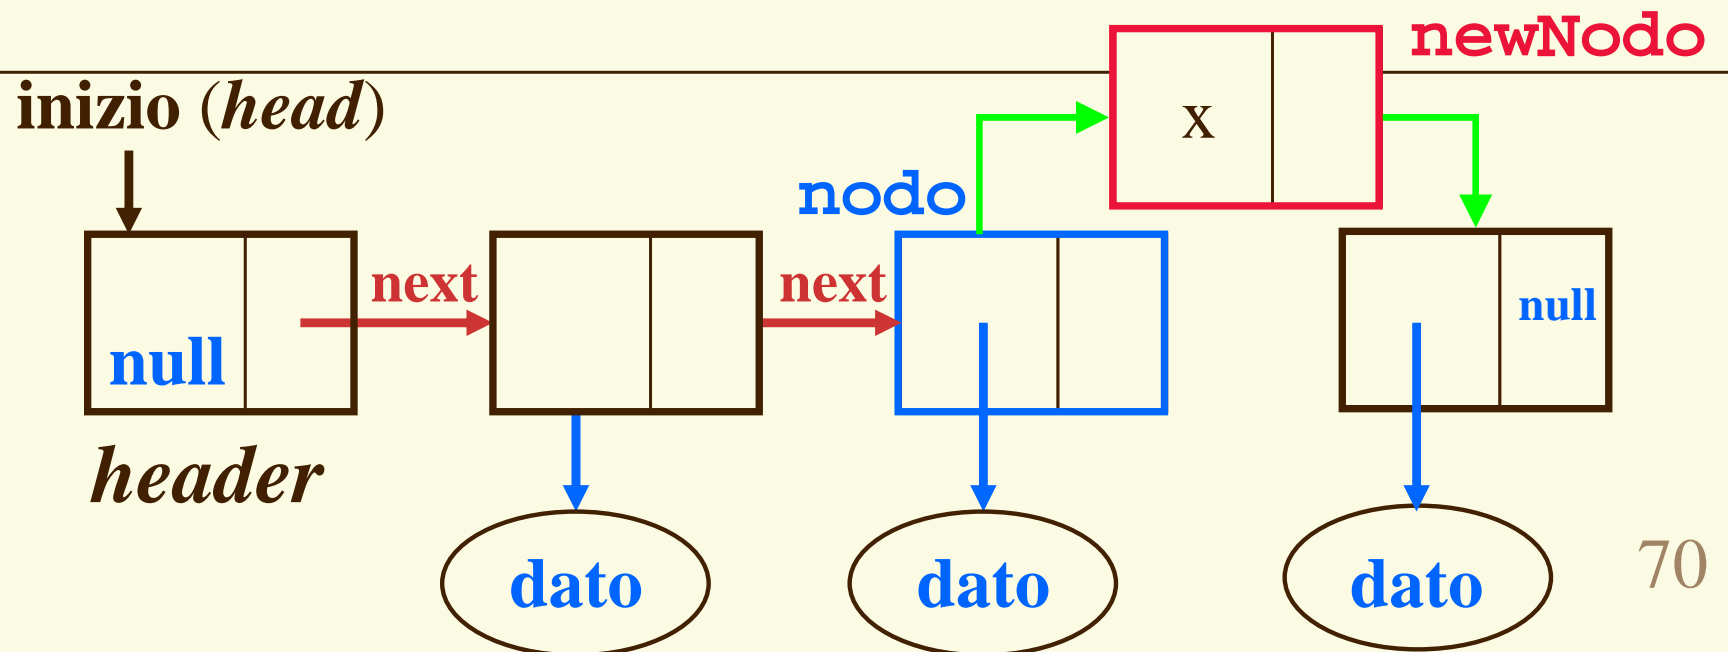 newNodo
inizio (head)
x
nodo
next
next
null
null
header
dato
dato
dato
70